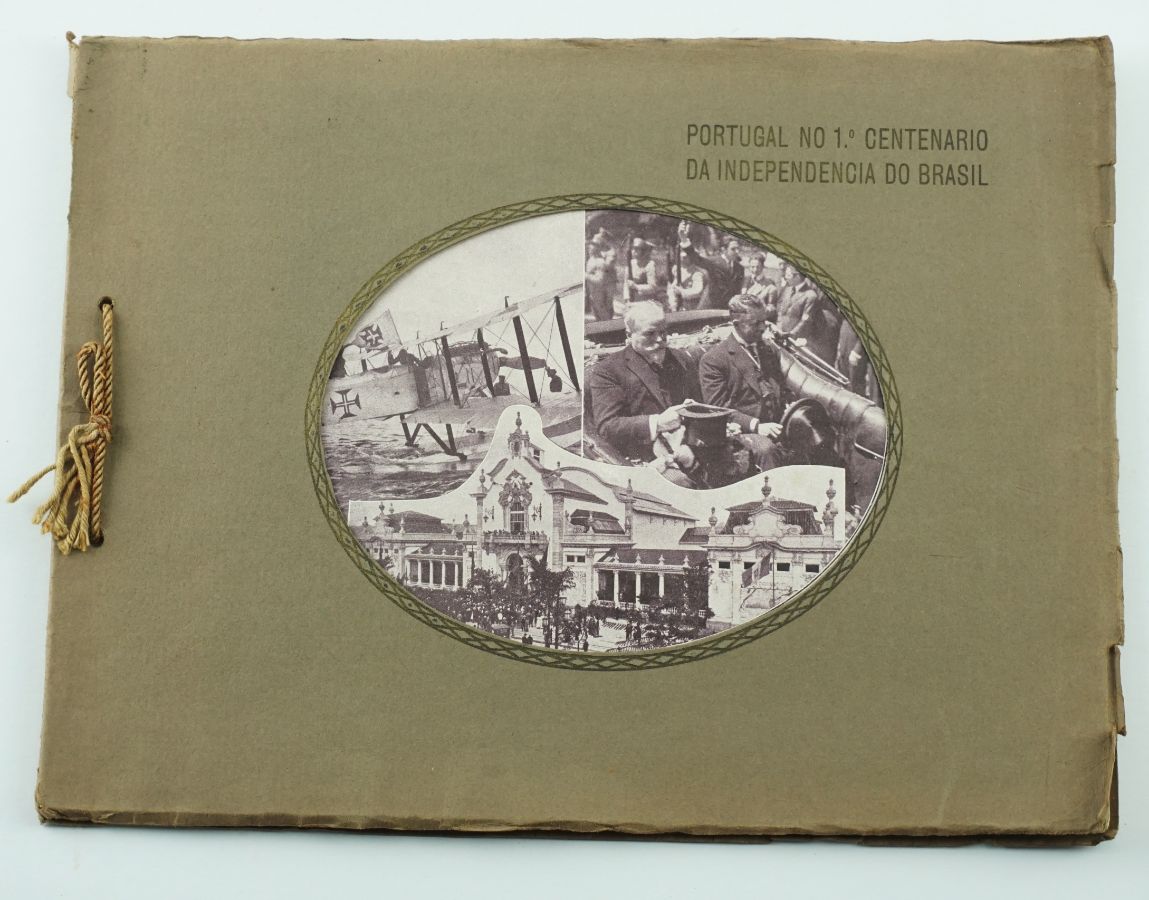 PORTUGAL NO 1.º CENTENARIO
DA INDEPENDENCIA DO BRASIL